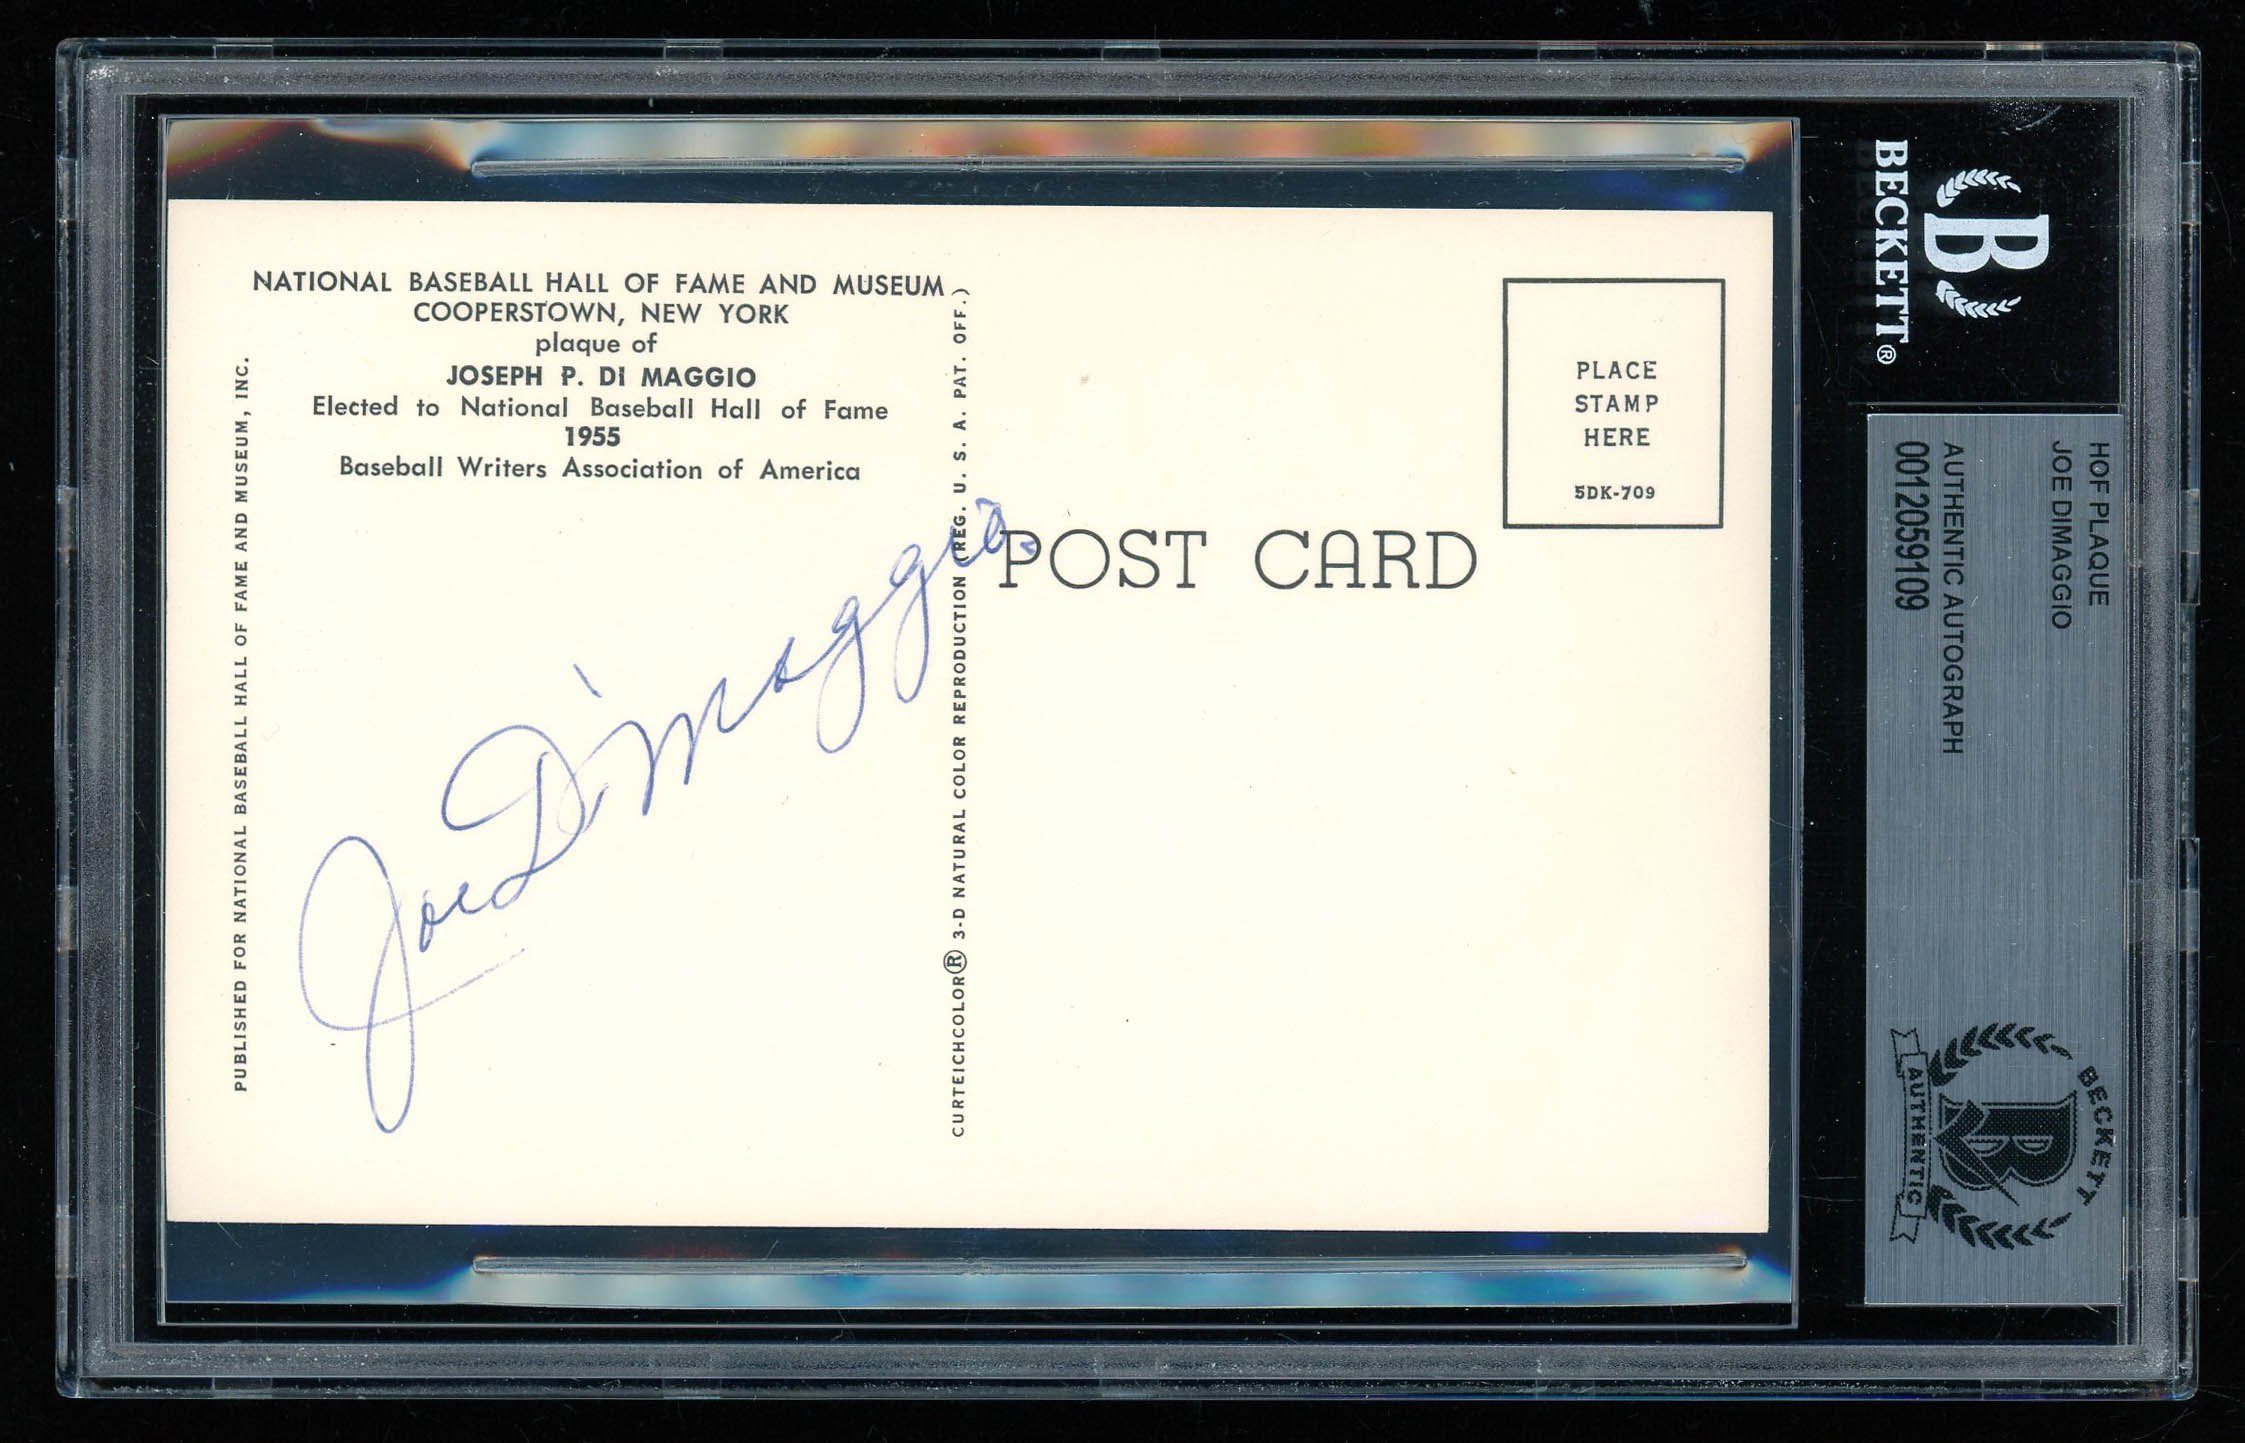 NATIONAL BASEBALL HALL OF FAME AND MUSEUM
COOPERSTOWN, NEW YORK
plaque of
JOSEPH P. DI MAGGIO
Elected to National Baseball Hall of Fame
1955
Baseball Writers Association of America
PUBLISHED FOR NATIONAL BASEBALL HALL OF FAME AND MUSEUM, INC.
Joe DiMaggio
CURTEICHCOLOR® 3-D NATURAL COLOR REPRODUCTION (REG. U. S. A. PAT. OFF.)
POST CARD
PLACE
STAMP
HERE
5DK-709
B
BECKETT®
HOF PLAQUE
JOE DIMAGGIO
AUTHENTIC AUTOGRAPH
0012059109
BECKETT
B
AUTHENTIC